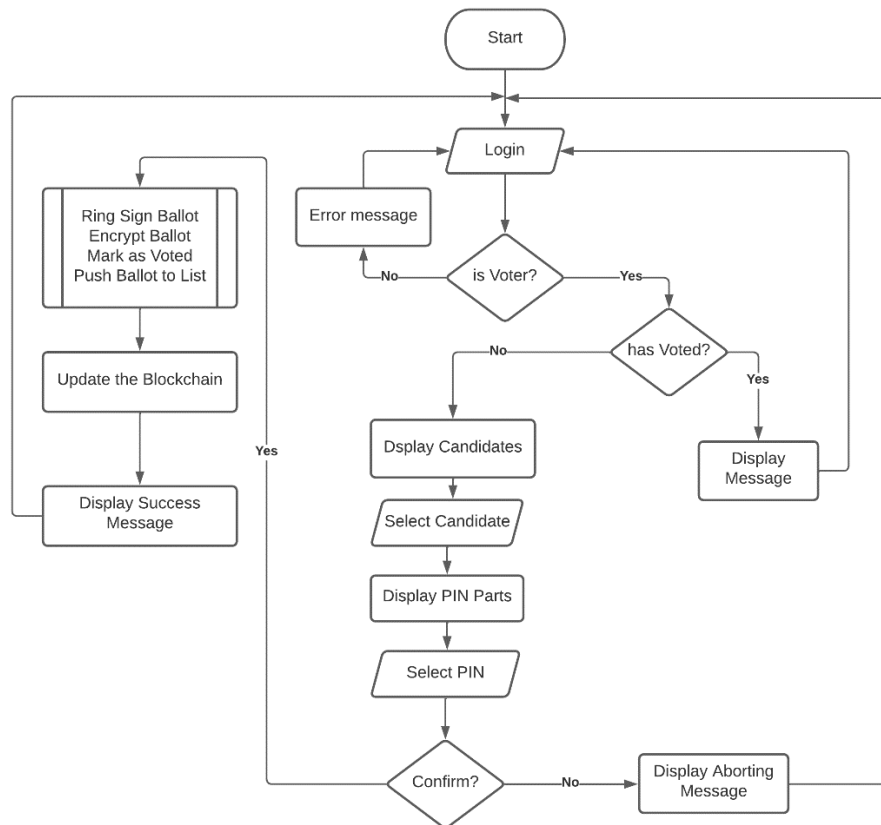 Start
Login
Error message
is Voter?
No
Yes
has Voted?
No
Yes
Display
Message
Dsplay Candidates
Select Candidate
Display PIN Parts
Select PIN
Confirm?
No
Display Aborting
Message
Yes
Ring Sign Ballot
Encrypt Ballot
Mark as Voted
Push Ballot to List
Update the Blockchain
Display Success
Message